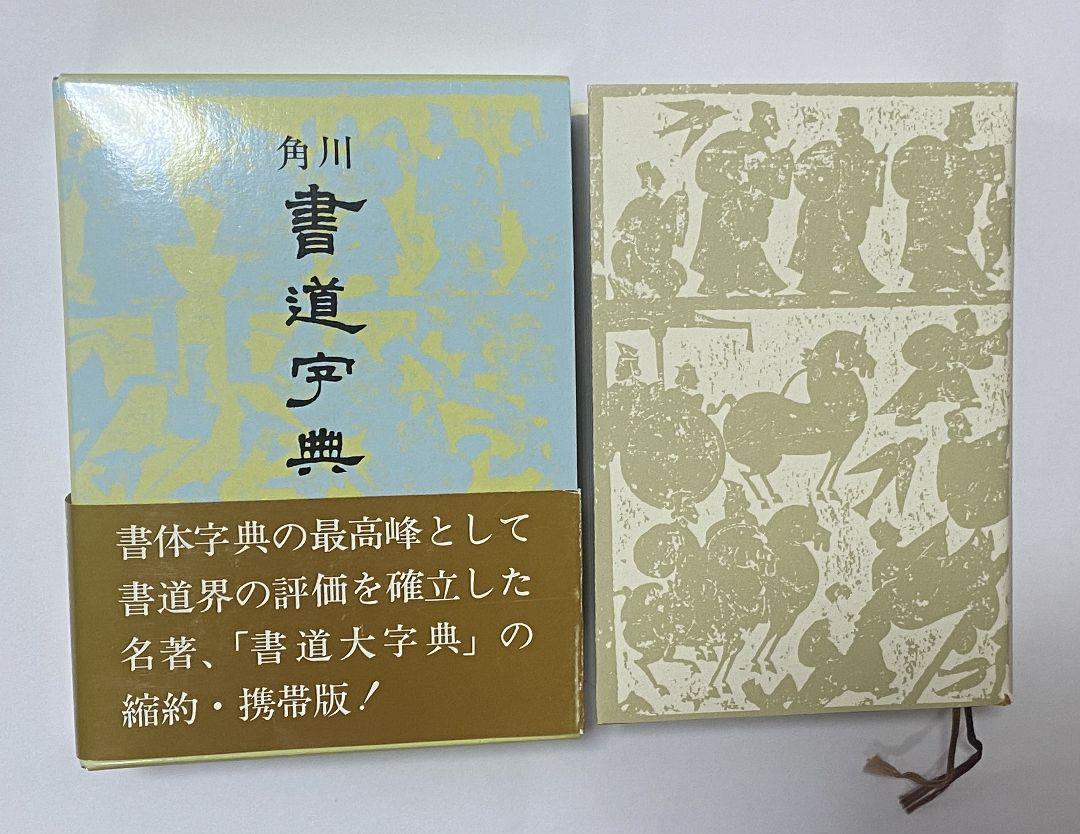 角川
書道字典
書体字典の最高峰として
書道界の評価を確立した
名著、「書道大字典」の
縮約・携帯版!